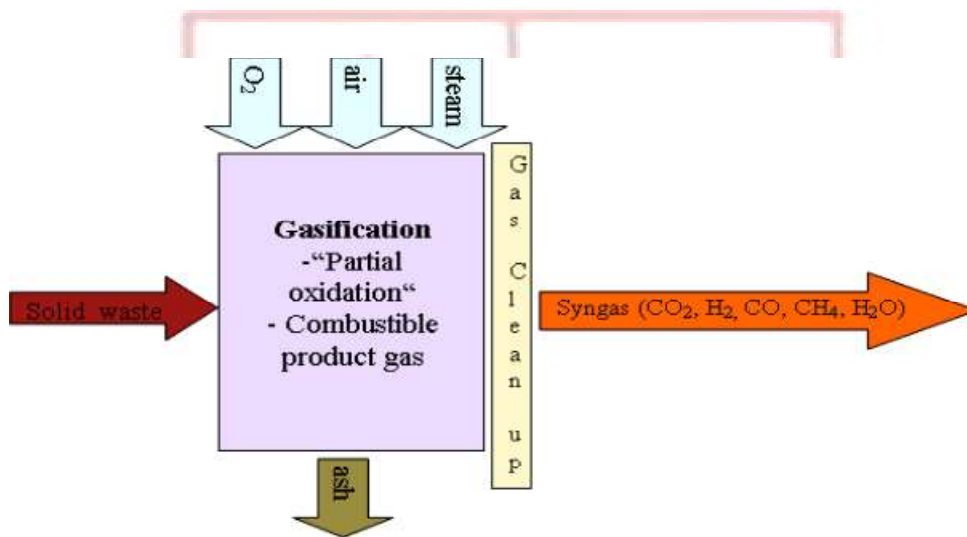 O₂
air
steam
Gasification
-“Partial
oxidation“
- Combustible
product gas
Gas Clean up
Solid waste
Syngas (CO₂, H₂, CO, CH₄, H₂O)
ash